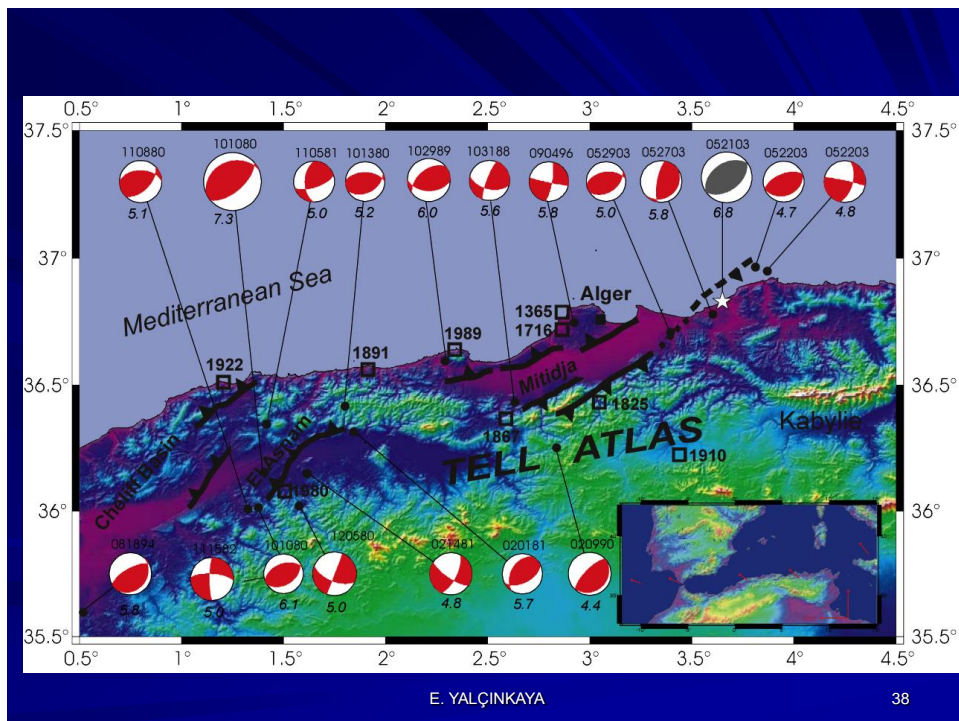 0.5° 1° 1.5° 2° 2.5° 3° 3.5° 4° 4.5°
37.5° 37.5°
110880 101080 110581 101380 102989 103188 090496 052903 052703 052103 052203 052203
5.1 7.3 5.0 5.2 6.0 5.6 5.8 5.0 5.8 6.8 4.7 4.8
37° 37°
Mediterranean Sea
Alger
1365
1716
1989
1891
1922
Mitidja
36.5° 36.5°
1825
1867
Kabylie
TELL ATLAS
1910
Cheliff Basin
El Asnam
1980
36° 36°
081894 111582 101080 120580 021481 020181 020990
5.8 5.0 6.1 5.0 4.8 5.7 4.4
35.5° 35.5°
0.5° 1° 1.5° 2° 2.5° 3° 3.5° 4° 4.5°
E. YALÇINKAYA 38